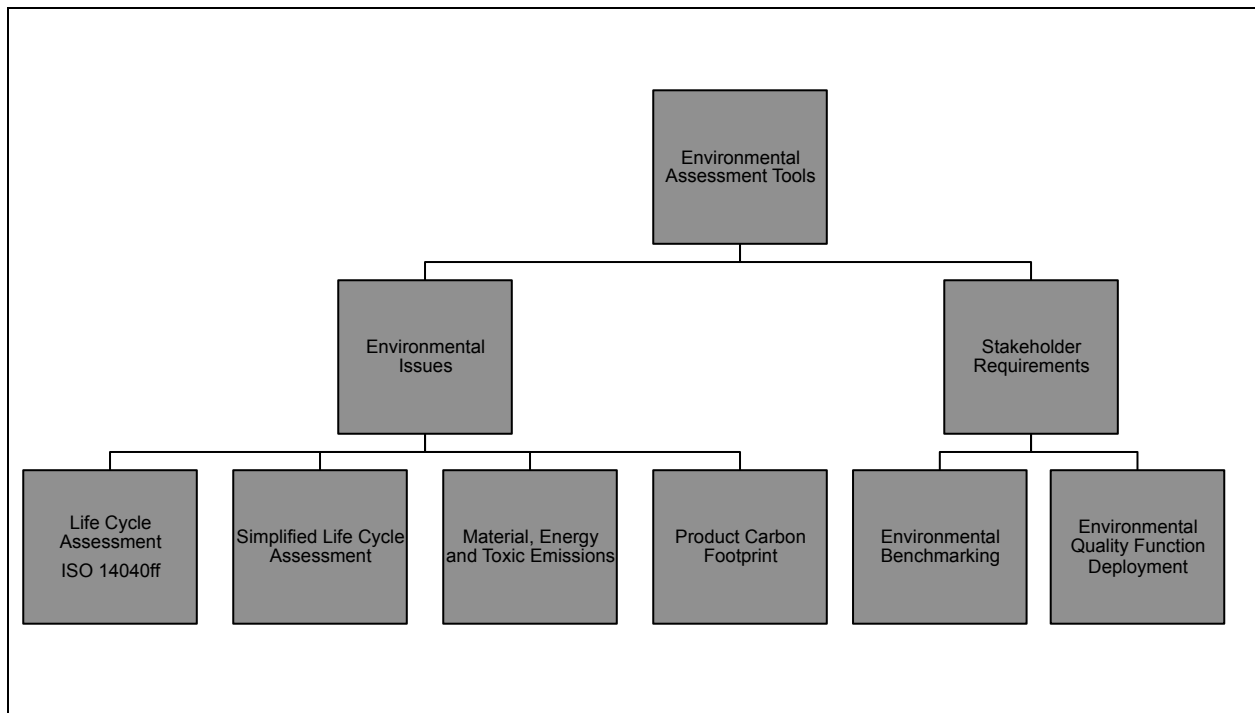 Environmental
Assessment Tools
Environmental
Issues
Stakeholder
Requirements
Life Cycle
Assessment
ISO 14040ff
Simplified Life Cycle
Assessment
Material, Energy
and Toxic Emissions
Product Carbon
Footprint
Environmental
Benchmarking
Environmental
Quality Function
Deployment